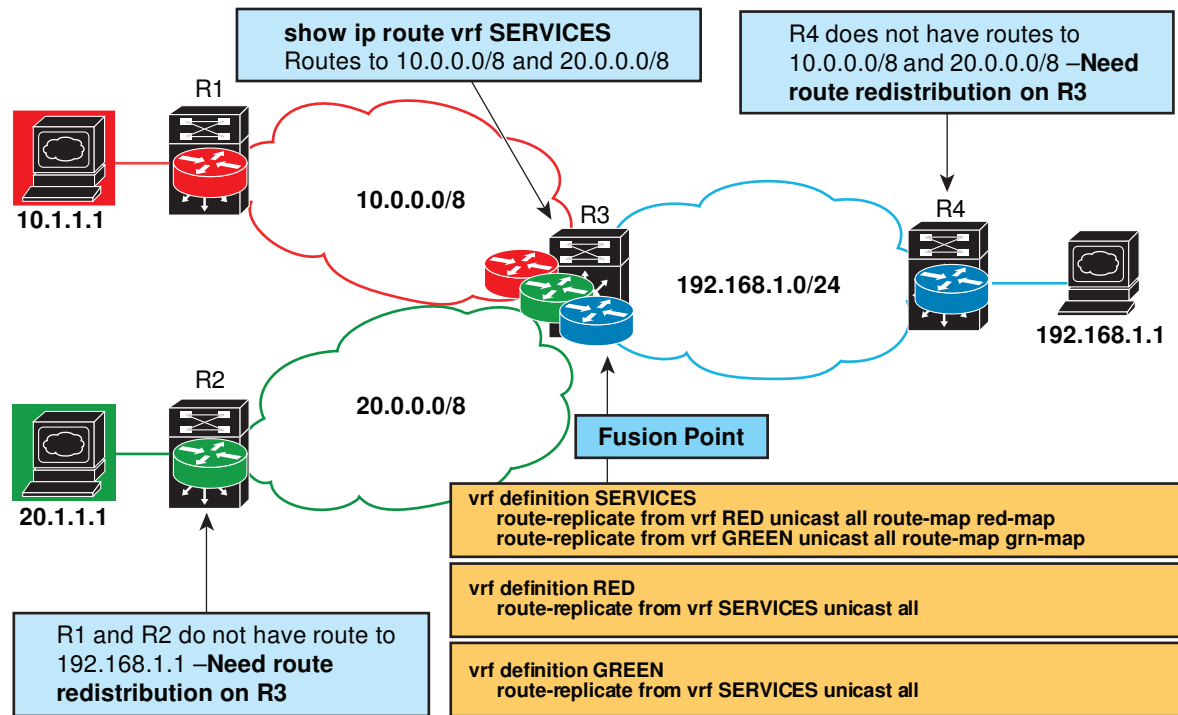 show ip route vrf SERVICES
Routes to 10.0.0.0/8 and 20.0.0.0/8
R4 does not have routes to
10.0.0.0/8 and 20.0.0.0/8 –Need
route redistribution on R3
R1
10.1.1.1
10.0.0.0/8
R3
192.168.1.0/24
R4
192.168.1.1
R2
20.1.1.1
20.0.0.0/8
Fusion Point
vrf definition SERVICES
route-replicate from vrf RED unicast all route-map red-map
route-replicate from vrf GREEN unicast all route-map grn-map
vrf definition RED
route-replicate from vrf SERVICES unicast all
vrf definition GREEN
route-replicate from vrf SERVICES unicast all
R1 and R2 do not have route to
192.168.1.1 –Need route
redistribution on R3